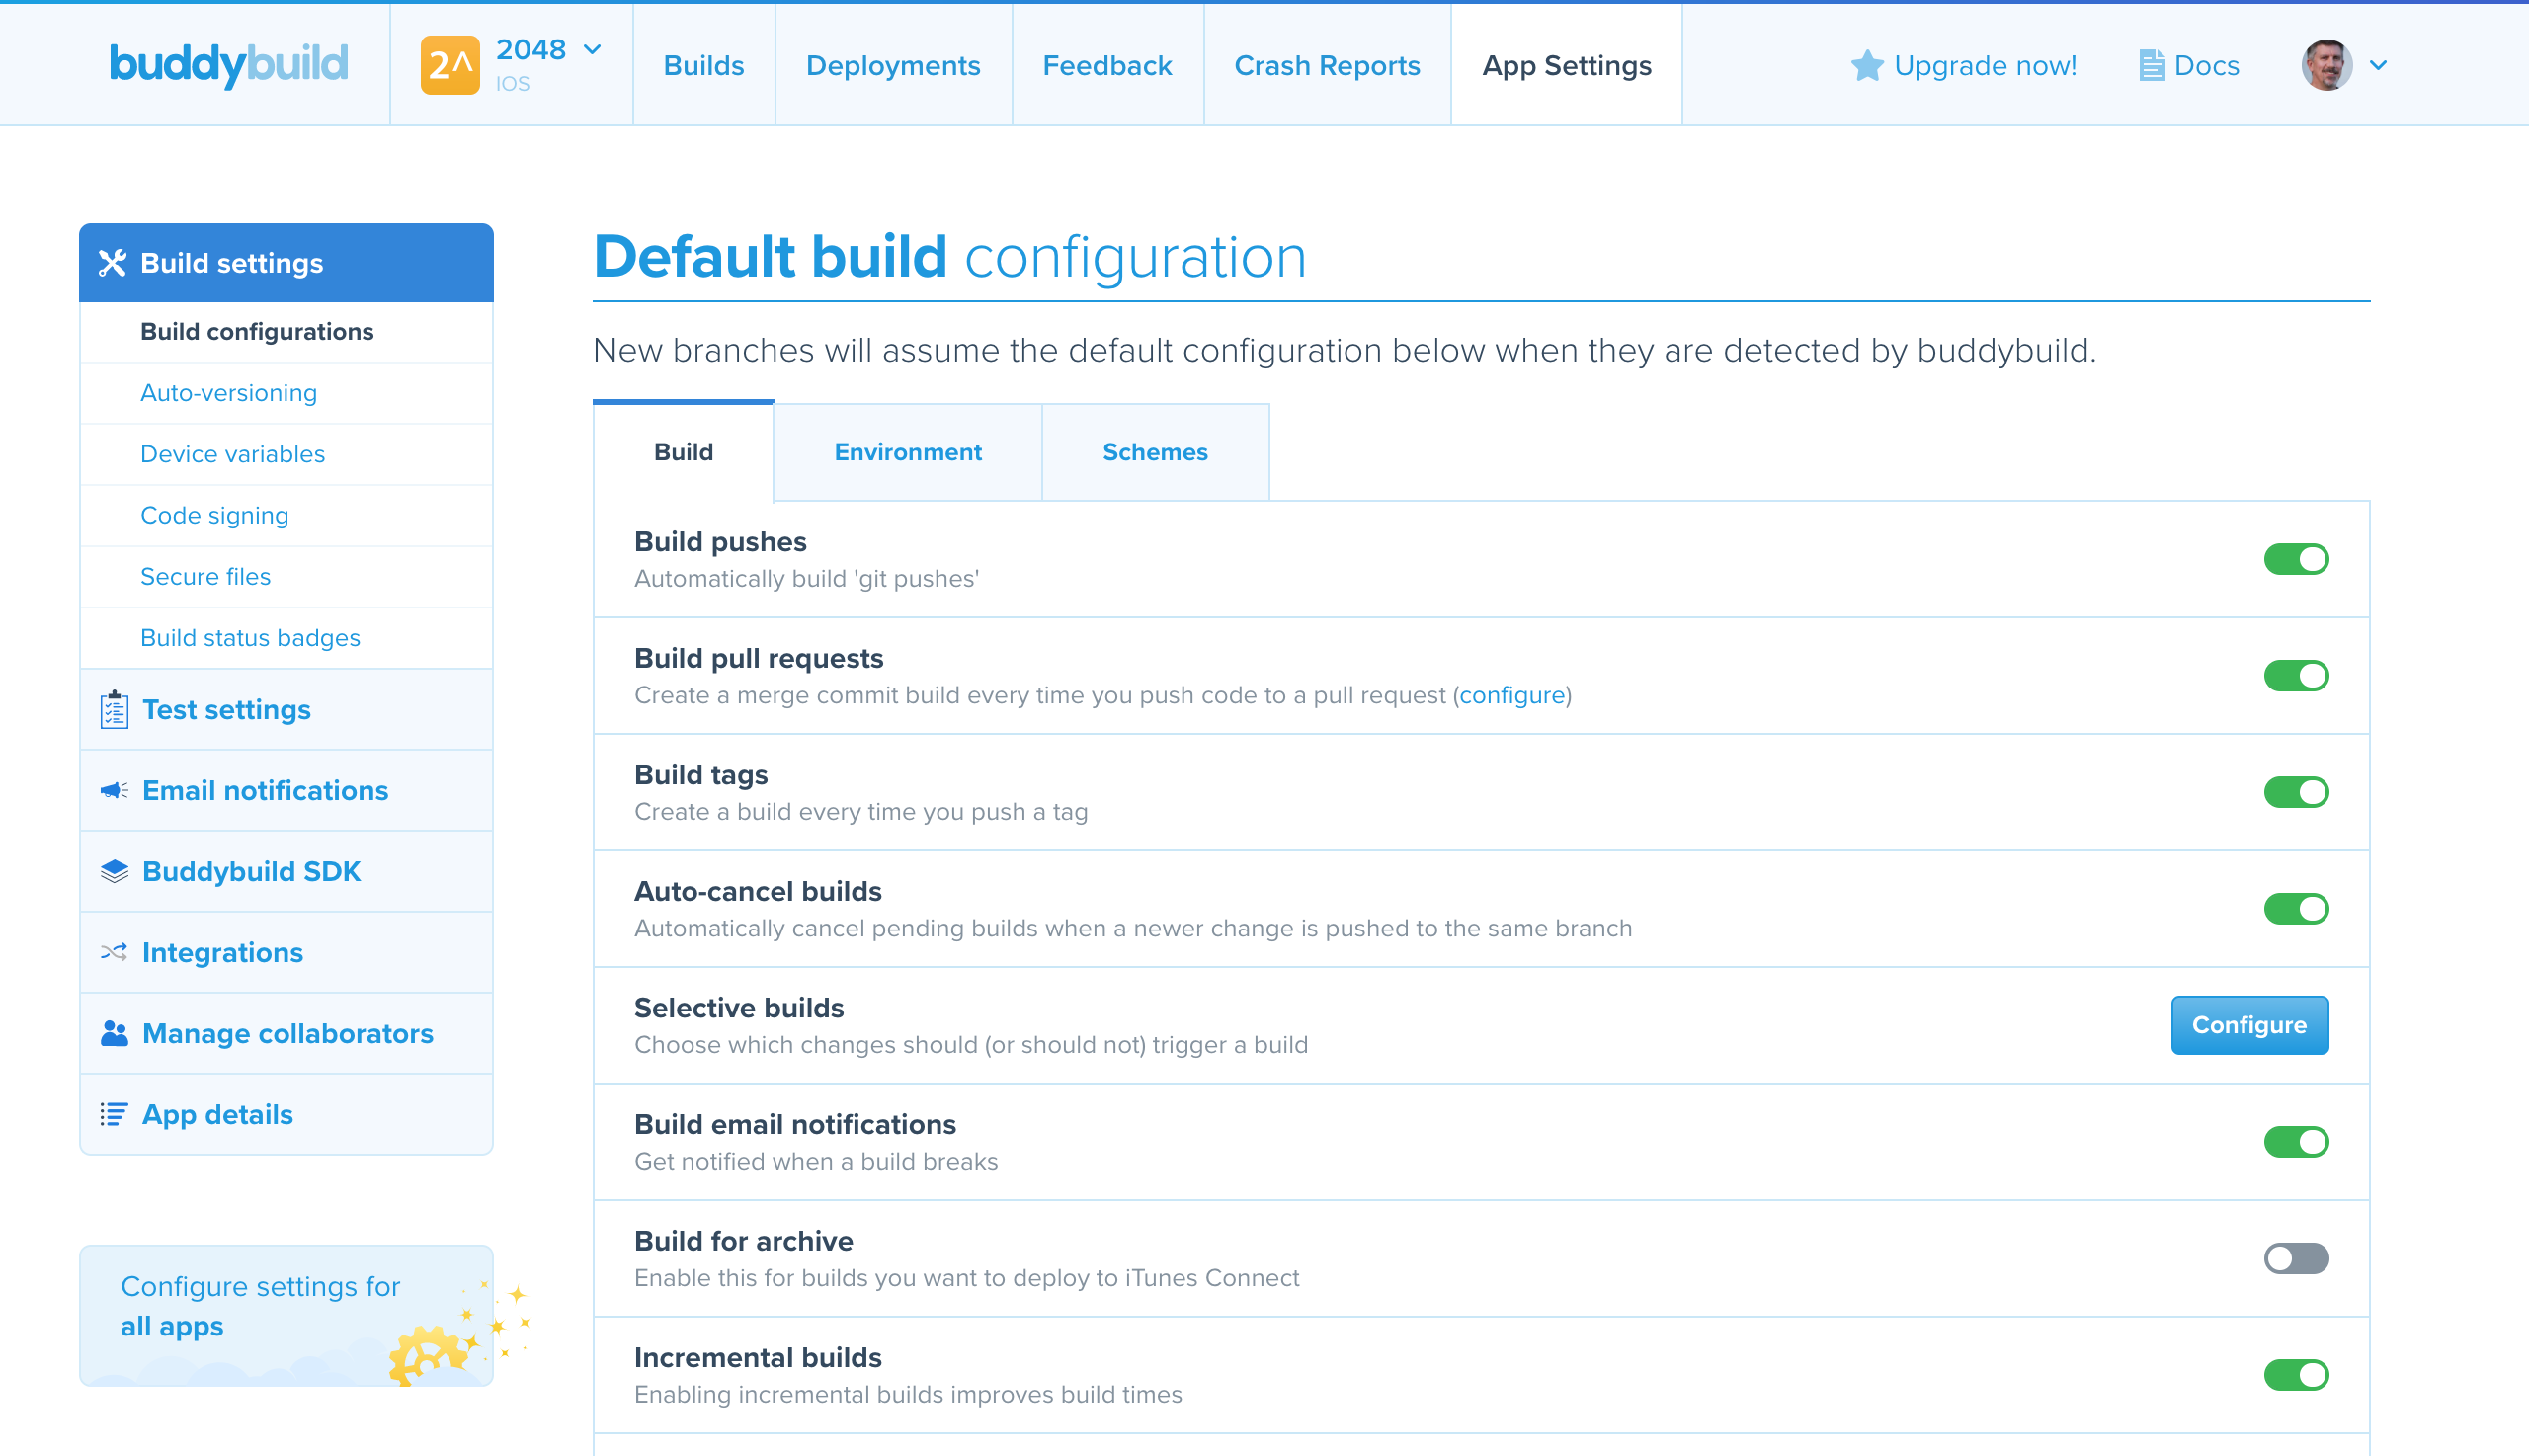 buddybuild
2^
2048
IOS
Builds
Deployments
Feedback
Crash Reports
App Settings
Upgrade now!
Docs
Build settings
Build configurations
Auto-versioning
Device variables
Code signing
Secure files
Build status badges
Test settings
Email notifications
Buddybuild SDK
Integrations
Manage collaborators
App details
Configure settings for
all apps
Default build configuration
New branches will assume the default configuration below when they are detected by buddybuild.
Build
Environment
Schemes
Build pushes
Automatically build 'git pushes'
Build pull requests
Create a merge commit build every time you push code to a pull request (configure)
Build tags
Create a build every time you push a tag
Auto-cancel builds
Automatically cancel pending builds when a newer change is pushed to the same branch
Selective builds
Choose which changes should (or should not) trigger a build
Configure
Build email notifications
Get notified when a build breaks
Build for archive
Enable this for builds you want to deploy to iTunes Connect
Incremental builds
Enabling incremental builds improves build times